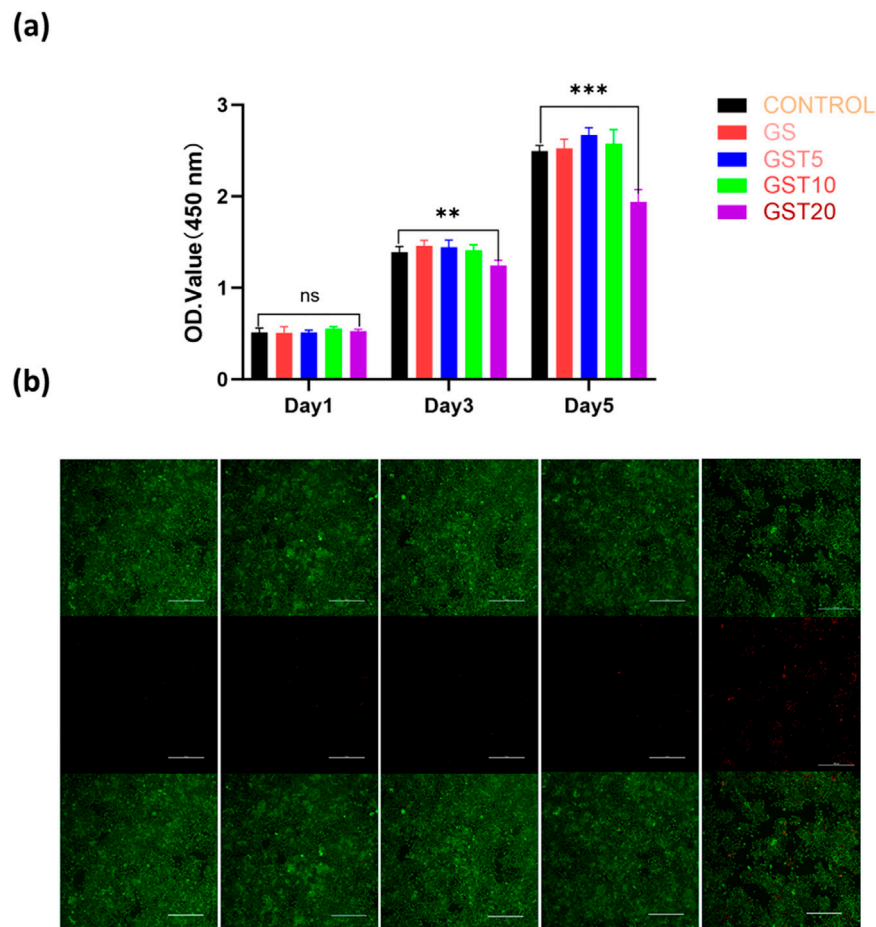 (a)
3
2
1
0
OD.Value(450 nm)
ns
**
***
Day1
Day3
Day5
CONTROL
GS
GST5
GST10
GST20
(b)